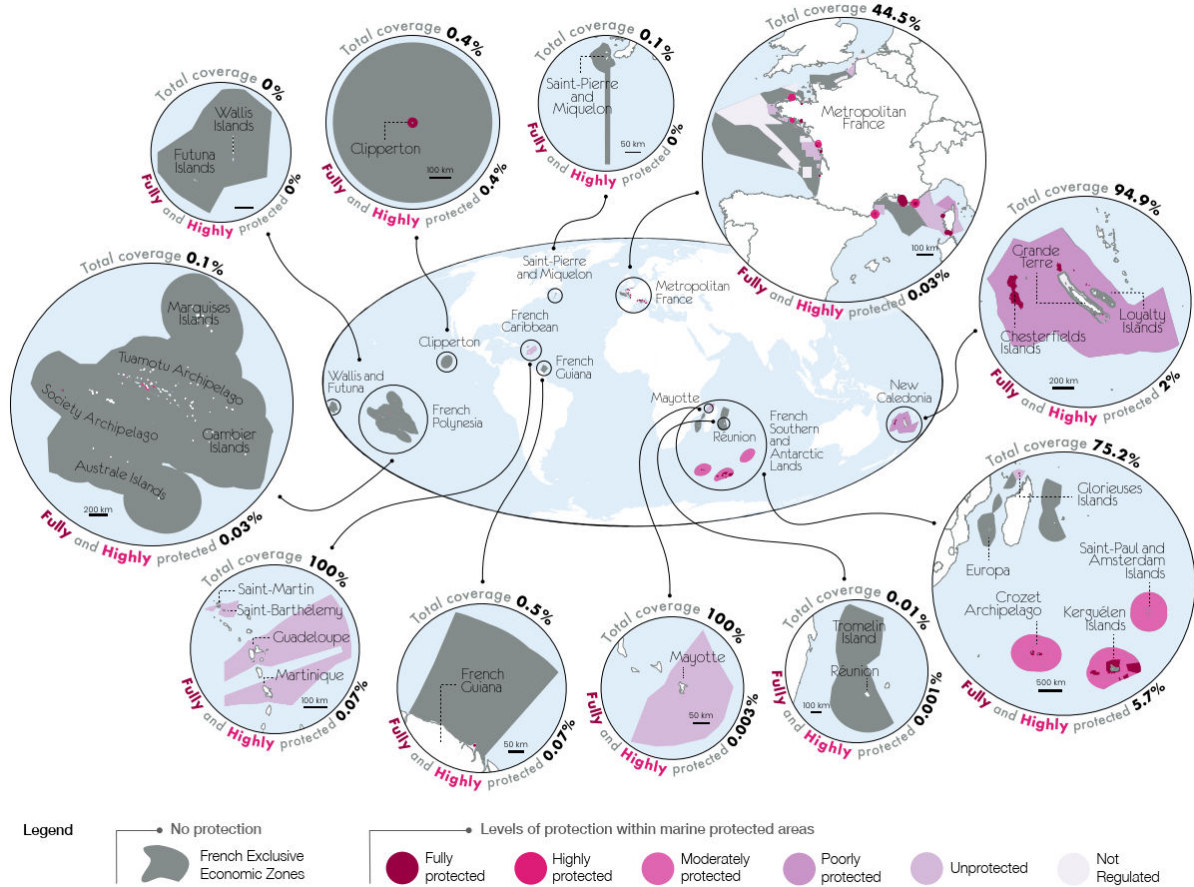 Total coverage 0%
Wallis
Islands
Futuna
Islands
Fully and Highly protected 0%
Total coverage 0.4%
Clipperton
100 km
Fully and Highly protected 0.4%
Total coverage 0.1%
Saint-Pierre
and
Miquelon
50 km
Fully and Highly protected 0%
Total coverage 44.5%
Metropolitan
France
100 km
Fully and Highly protected 0.03%
Total coverage 94.9%
Grande
Terre
Loyalty
Islands
Chesterfields
Islands
200 km
Fully and Highly protected 2%
Total coverage 0.1%
Marquises
Islands
Tuamotu Archipelago
Society Archipelago
Gambier
Islands
Australe Islands
200 km
Fully and Highly protected 0.03%
Saint-Pierre
and Miquelon
Metropolitan
France
French
Caribbean
Clipperton
French
Guiana
Wallis and
Futuna
French
Polynesia
Mayotte
Réunion
French
Southern
and
Antarctic
Lands
New
Caledonia
Total coverage 75.2%
Glorieuses
Islands
Europa
Saint-Paul and
Amsterdam
Islands
Crozet
Archipelago
Kerguélen
Islands
500 km
Fully and Highly protected 5.7%
Total coverage 100%
Saint-Martin
Saint-Barthélemy
Guadeloupe
Martinique
100 km
Fully and Highly protected 0.07%
Total coverage 0.5%
French
Guiana
50 km
Fully and Highly protected 0.07%
Total coverage 100%
Mayotte
50 km
Fully and Highly protected 0.003%
Total coverage 0.01%
Tromelin
Island
Réunion
100 km
Fully and Highly protected 0.001%
Legend
No protection
French Exclusive
Economic Zones
Levels of protection within marine protected areas
Fully
protected
Highly
protected
Moderately
protected
Poorly
protected
Unprotected
Not
Regulated